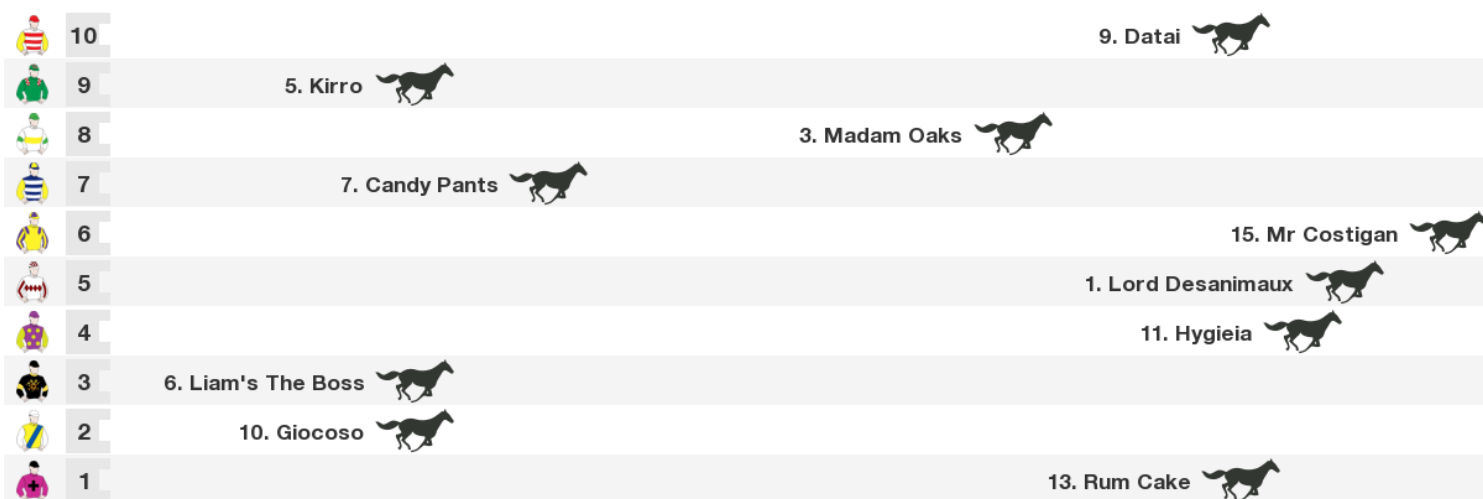 10 9. Datai
9 5. Kirro
8 3. Madam Oaks
7 7. Candy Pants
6 15. Mr Costigan
5 1. Lord Desanimaux
4 11. Hygieia
3 6. Liam's The Boss
2 10. Giocoso
1 13. Rum Cake